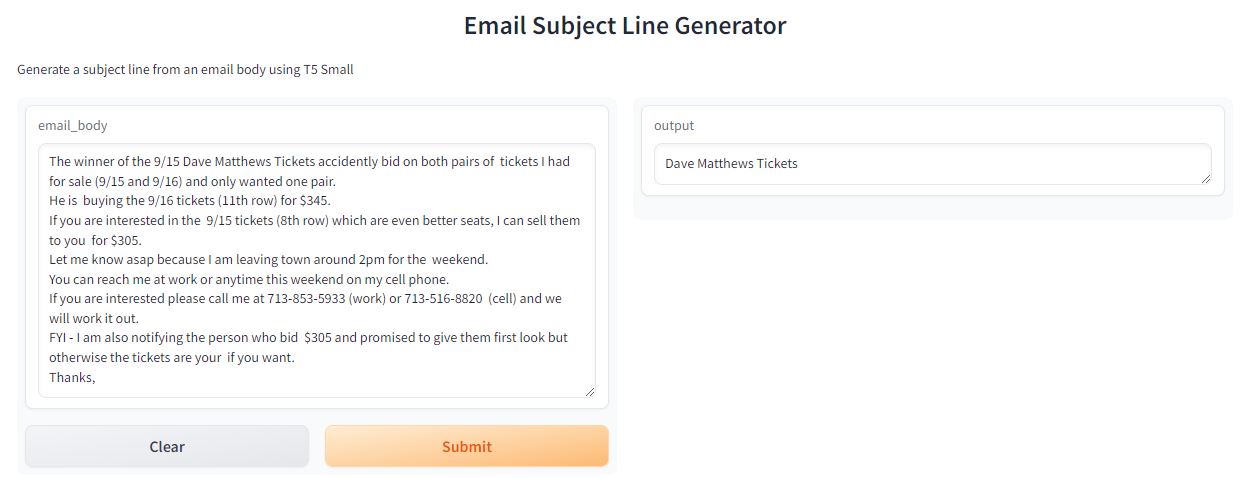 Email Subject Line Generator
Generate a subject line from an email body using T5 Small
email_body
The winner of the 9/15 Dave Matthews Tickets accidently bid on both pairs of  tickets I had
for sale (9/15 and 9/16) and only wanted one pair.
He is  buying the 9/16 tickets (11th row) for $345.
If you are interested in the  9/15 tickets (8th row) which are even better seats, I can sell them
to you  for $305.
Let me know asap because I am leaving town around 2pm for the  weekend.
You can reach me at work or anytime this weekend on my cell phone.
If you are interested please call me at 713-853-5933 (work) or 713-516-8820  (cell) and we
will work it out.
FYI - I am also notifying the person who bid  $305 and promised to give them first look but
otherwise the tickets are your  if you want.
Thanks,
Clear
Submit
output
Dave Matthews Tickets